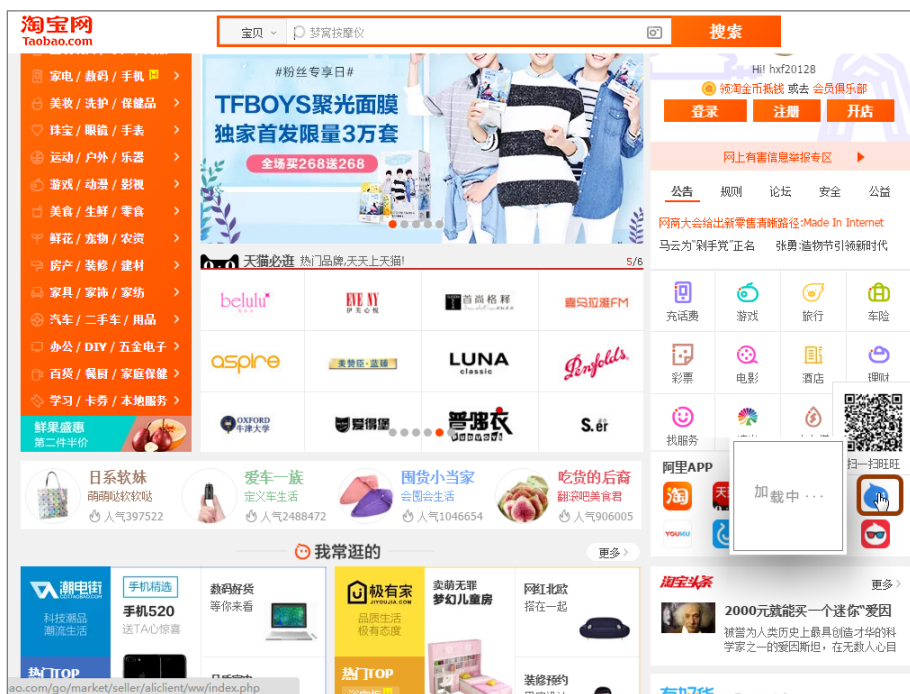 淘宝网
Taobao.com
宝贝
梦窝按摩仪
搜索
家电 / 数码 / 手机
美妆 / 洗护 / 保健品
珠宝 / 眼镜 / 手表
运动 / 户外 / 乐器
游戏 / 动漫 / 影视
美食 / 生鲜 / 零食
鲜花 / 宠物 / 农资
房产 / 装修 / 建材
家具 / 家饰 / 家纺
汽车 / 二手车 / 用品
办公 / DIY / 五金电子
百货 / 餐厨 / 家庭保健
学习 / 卡券 / 本地服务
鲜果盛惠
第二件半价
#粉丝专享日#
TFBOYS聚光面膜
独家首发限量3万套
全场买268送268
天猫必逛 热门品牌,天天上天猫!
5/6
belulu
EVE NY
伊芙心悦
首尚格释
喜马拉雅FM
aspire
美赞臣·蓝臻
LUNA
classic
Penfolds
OXFORD
牛津大学
爱得堡
S.ér
Hi! hxf20128
领淘金币抵钱 或去 会员俱乐部
登录
注册
开店
网上有害信息举报专区
公告 规则 论坛 安全 公益
网商大会给出新零售清晰路径:Made In Internet
马云为"剁手党"正名 张勇:造物节引领新时代
充话费 游戏 旅行 车险
彩票 电影 酒店 理财
找服务
扫一扫旺旺
阿里APP
淘
YOUKU
加载中 ···
日系软妹
萌萌哒软软哒
人气397522
爱车一族
定义车生活
人气2488472
囤货小当家
会囤会生活
人气1046654
吃货的后裔
翻滚吧美食君
人气906005
我常逛的
更多
潮电街
科技潮品
潮流生活
热门TOP
手机精选
手机520
送TA心惊喜
数码好货
等你来看
极有家
JIYOUJIA.COM
品质生活
极有态度
热门TOP
卖萌无罪
梦幻儿童房
网红北欧
搭在一起
装修预约
淘宝头条
更多
2000元就能买一个迷你"爱因
被誉为人类历史上最具创造才华的科
学家之一的爱因斯坦，在无数人心目
ao.com/go/market/seller/aliclient/ww/index.php